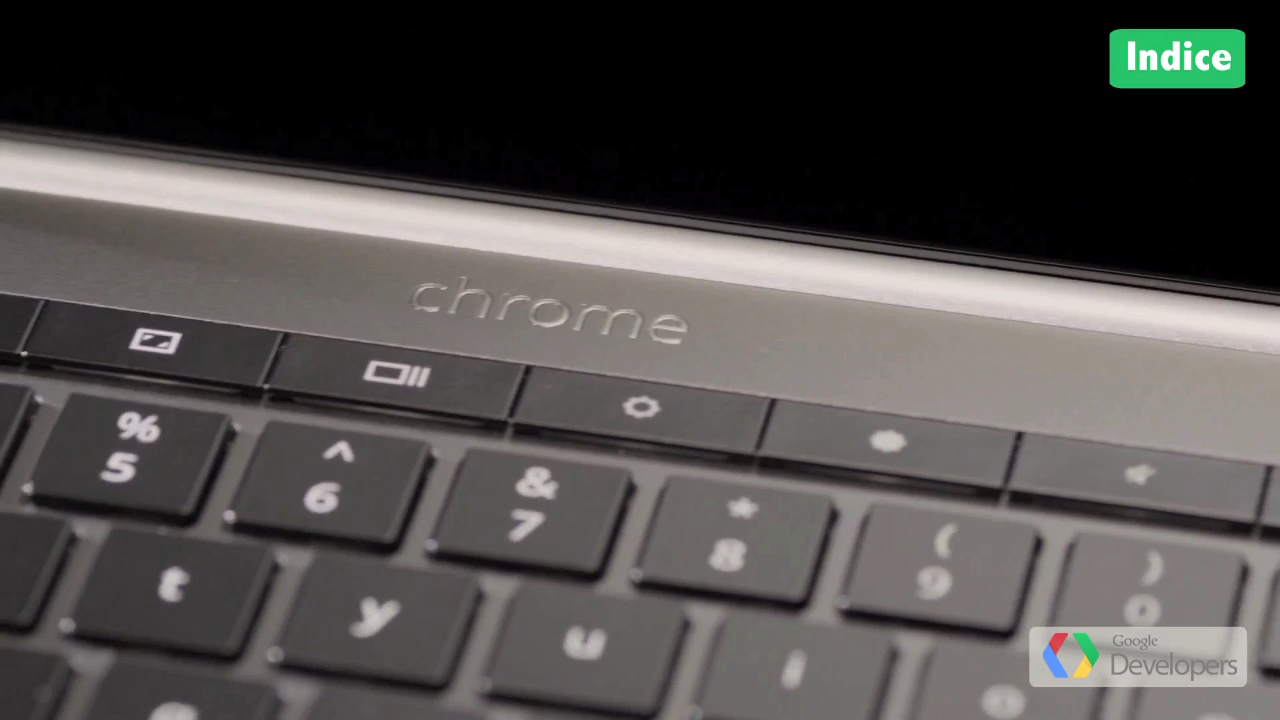 Indice
chrome
% ^ & * ( )
5 6 7 8 9 0
t y u i
Google
Developers